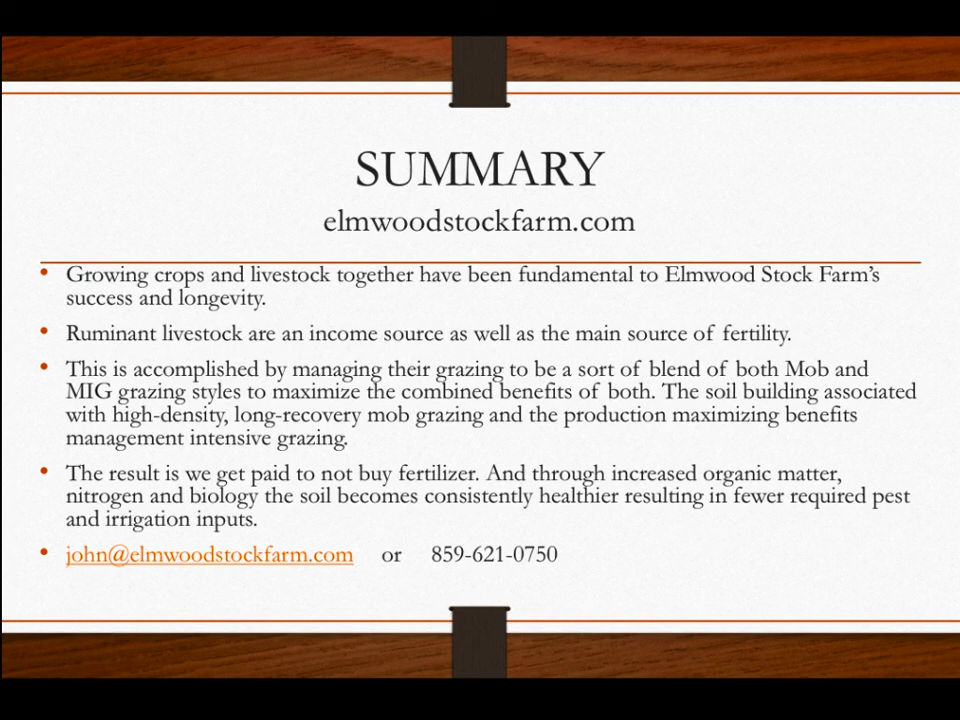 SUMMARY
elmwoodstockfarm.com
• Growing crops and livestock together have been fundamental to Elmwood Stock Farm’s
success and longevity.
• Ruminant livestock are an income source as well as the main source of fertility.
• This is accomplished by managing their grazing to be a sort of blend of both Mob and
MIG grazing styles to maximize the combined benefits of both. The soil building associated
with high-density, long-recovery mob grazing and the production maximizing benefits
management intensive grazing.
• The result is we get paid to not buy fertilizer. And through increased organic matter,
nitrogen and biology the soil becomes consistently healthier resulting in fewer required pest
and irrigation inputs.
• john@elmwoodstockfarm.com or 859-621-0750